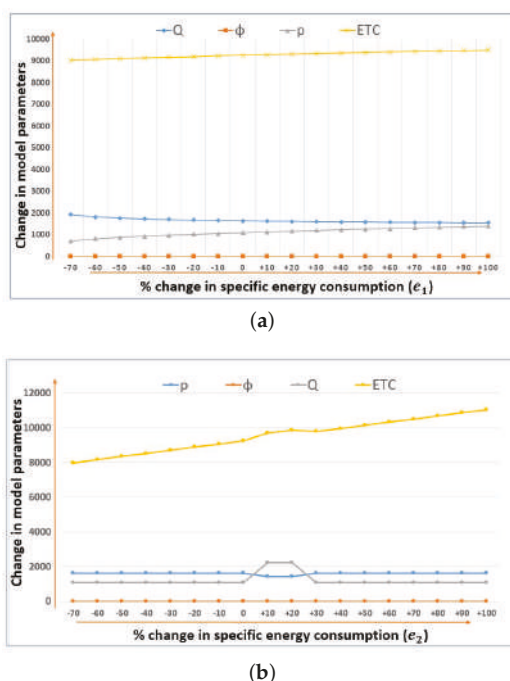 Q ϕ p ETC
10000
9000
8000
7000
6000
5000
4000
3000
2000
1000
0
Change in model parameters
-70 -60 -50 -40 -30 -20 -10 0 +10 +20 +30 +40 +50 +60 +70 +80 +90 +100
% change in specific energy consumption (e₁)
(a)
p ϕ Q ETC
12000
10000
8000
6000
4000
2000
0
Change in model parameters
-70 -60 -50 -40 -30 -20 -10 0 +10 +20 +30 +40 +50 +60 +70 +80 +90 +100
% change in specific energy consumption (e₂)
(b)